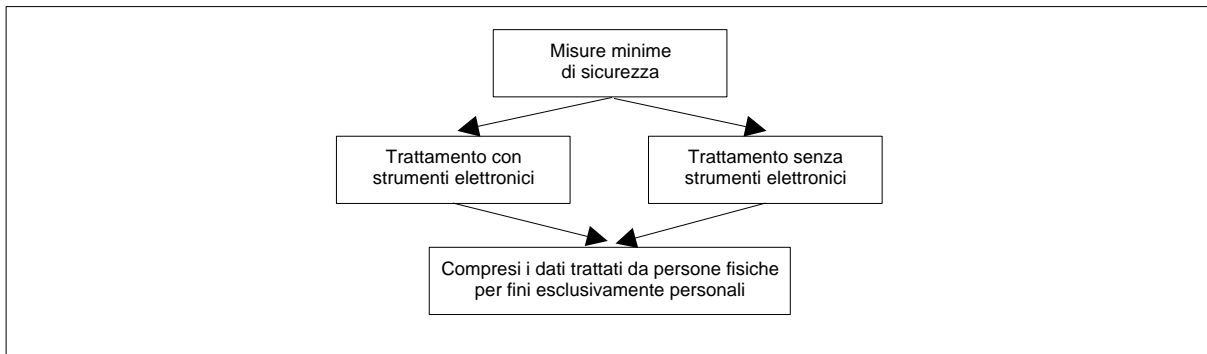 Misure minime
di sicurezza
Trattamento con
strumenti elettronici
Trattamento senza
strumenti elettronici
Compresi i dati trattati da persone fisiche
per fini esclusivamente personali